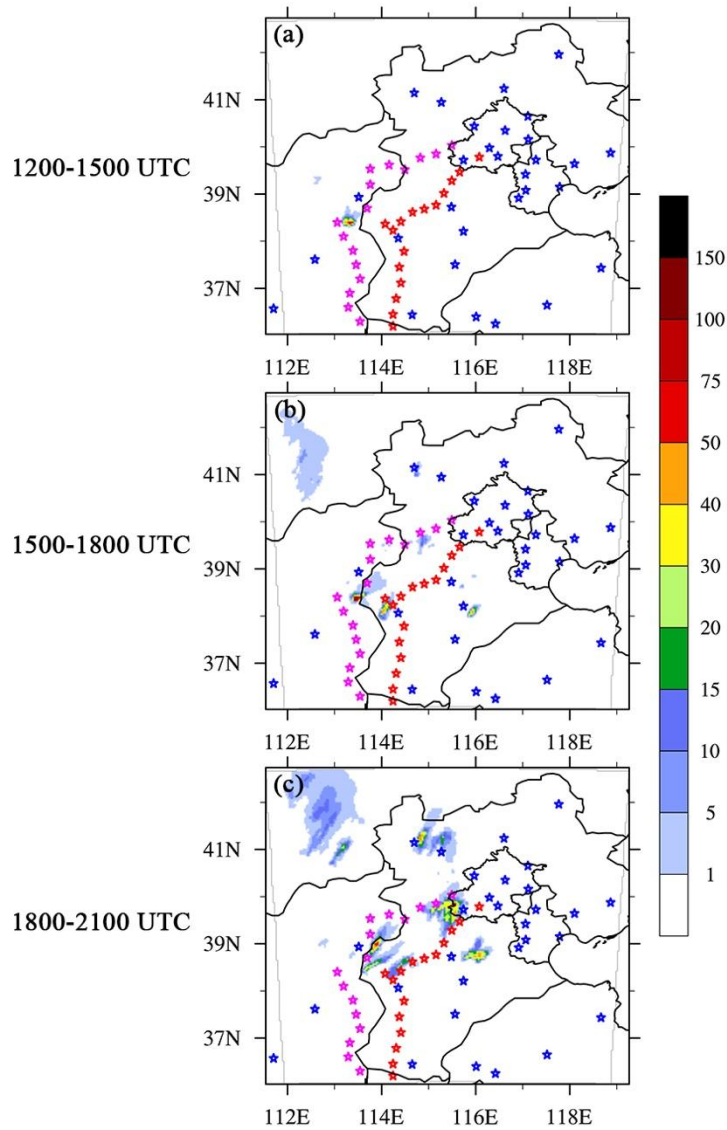 (a)
41N
1200-1500 UTC
39N
37N
112E 114E 116E 118E
(b)
41N
1500-1800 UTC
39N
37N
112E 114E 116E 118E
(c)
41N
1800-2100 UTC
39N
37N
112E 114E 116E 118E
150
100
75
50
40
30
20
15
10
5
1